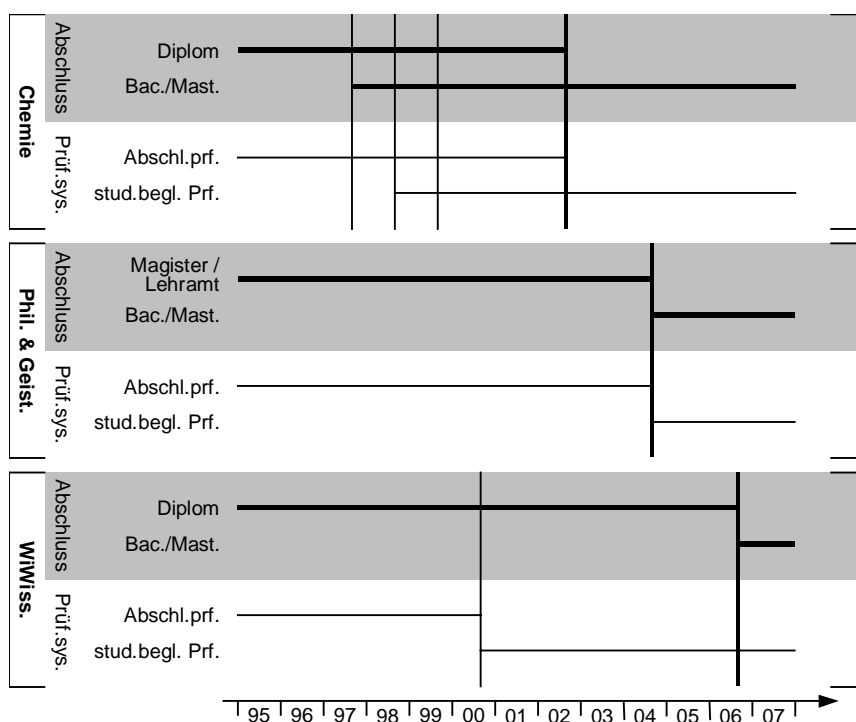 Chemie
Abschluss
Diplom
Bac./Mast.
Prüf.sys.
Abschl.prf.
stud.begl. Prf.
Phil. & Geist.
Abschluss
Magister /
Lehramt
Bac./Mast.
Prüf.sys.
Abschl.prf.
stud.begl. Prf.
WiWiss.
Abschluss
Diplom
Bac./Mast.
Prüf.sys.
Abschl.prf.
stud.begl. Prf.
95 96 97 98 99 00 01 02 03 04 05 06 07